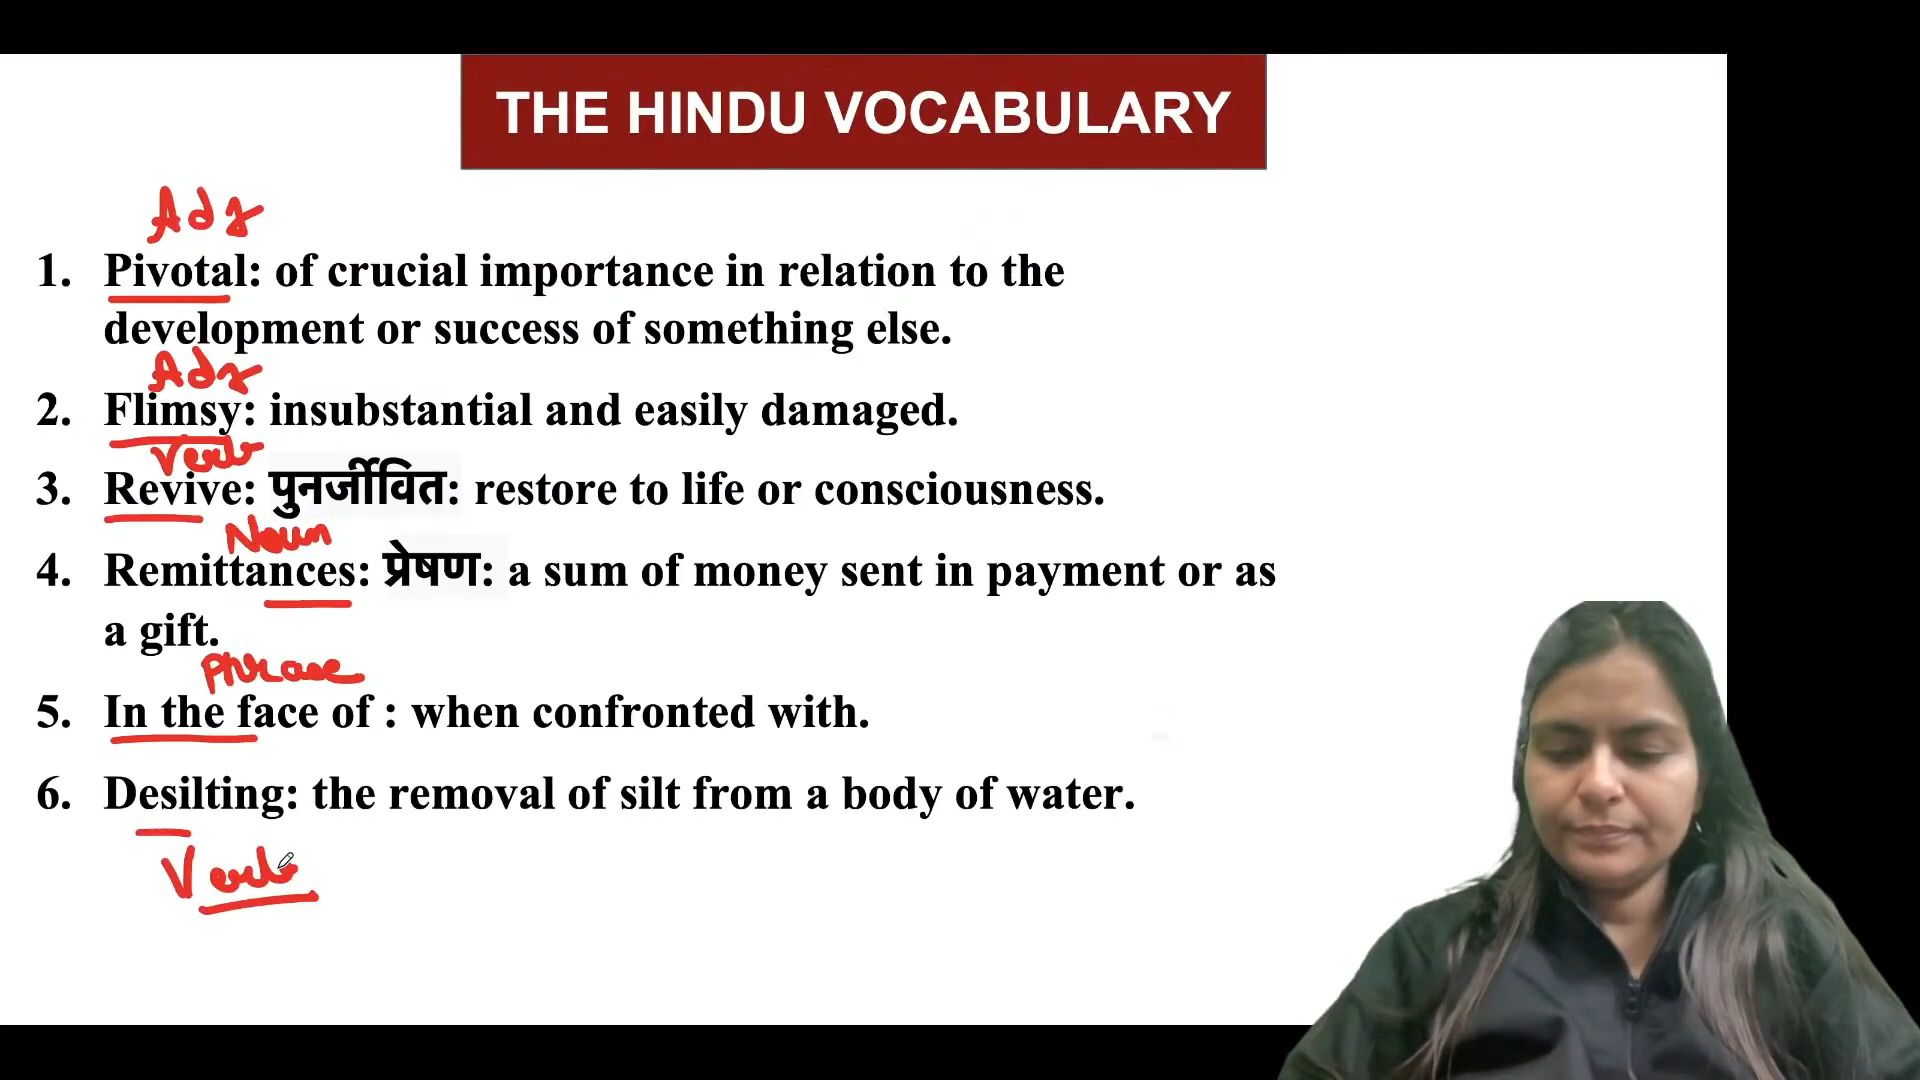 THE HINDU VOCABULARY
Adj
1. Pivotal: of crucial importance in relation to the
development or success of something else.
Adj
2. Flimsy: insubstantial and easily damaged.
Verb
3. Revive: पुनर्जीवित: restore to life or consciousness.
Noun
4. Remittances: प्रेषण: a sum of money sent in payment or as
a gift.
Phrase
5. In the face of : when confronted with.
6. Desilting: the removal of silt from a body of water.
Verb